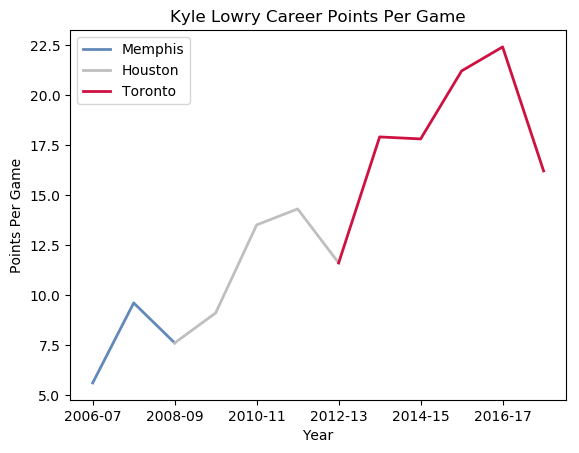 Kyle Lowry Career Points Per Game
Memphis
Houston
Toronto
Points Per Game
22.5
20.0
17.5
15.0
12.5
10.0
7.5
5.0
2006-07 2008-09 2010-11 2012-13 2014-15 2016-17
Year